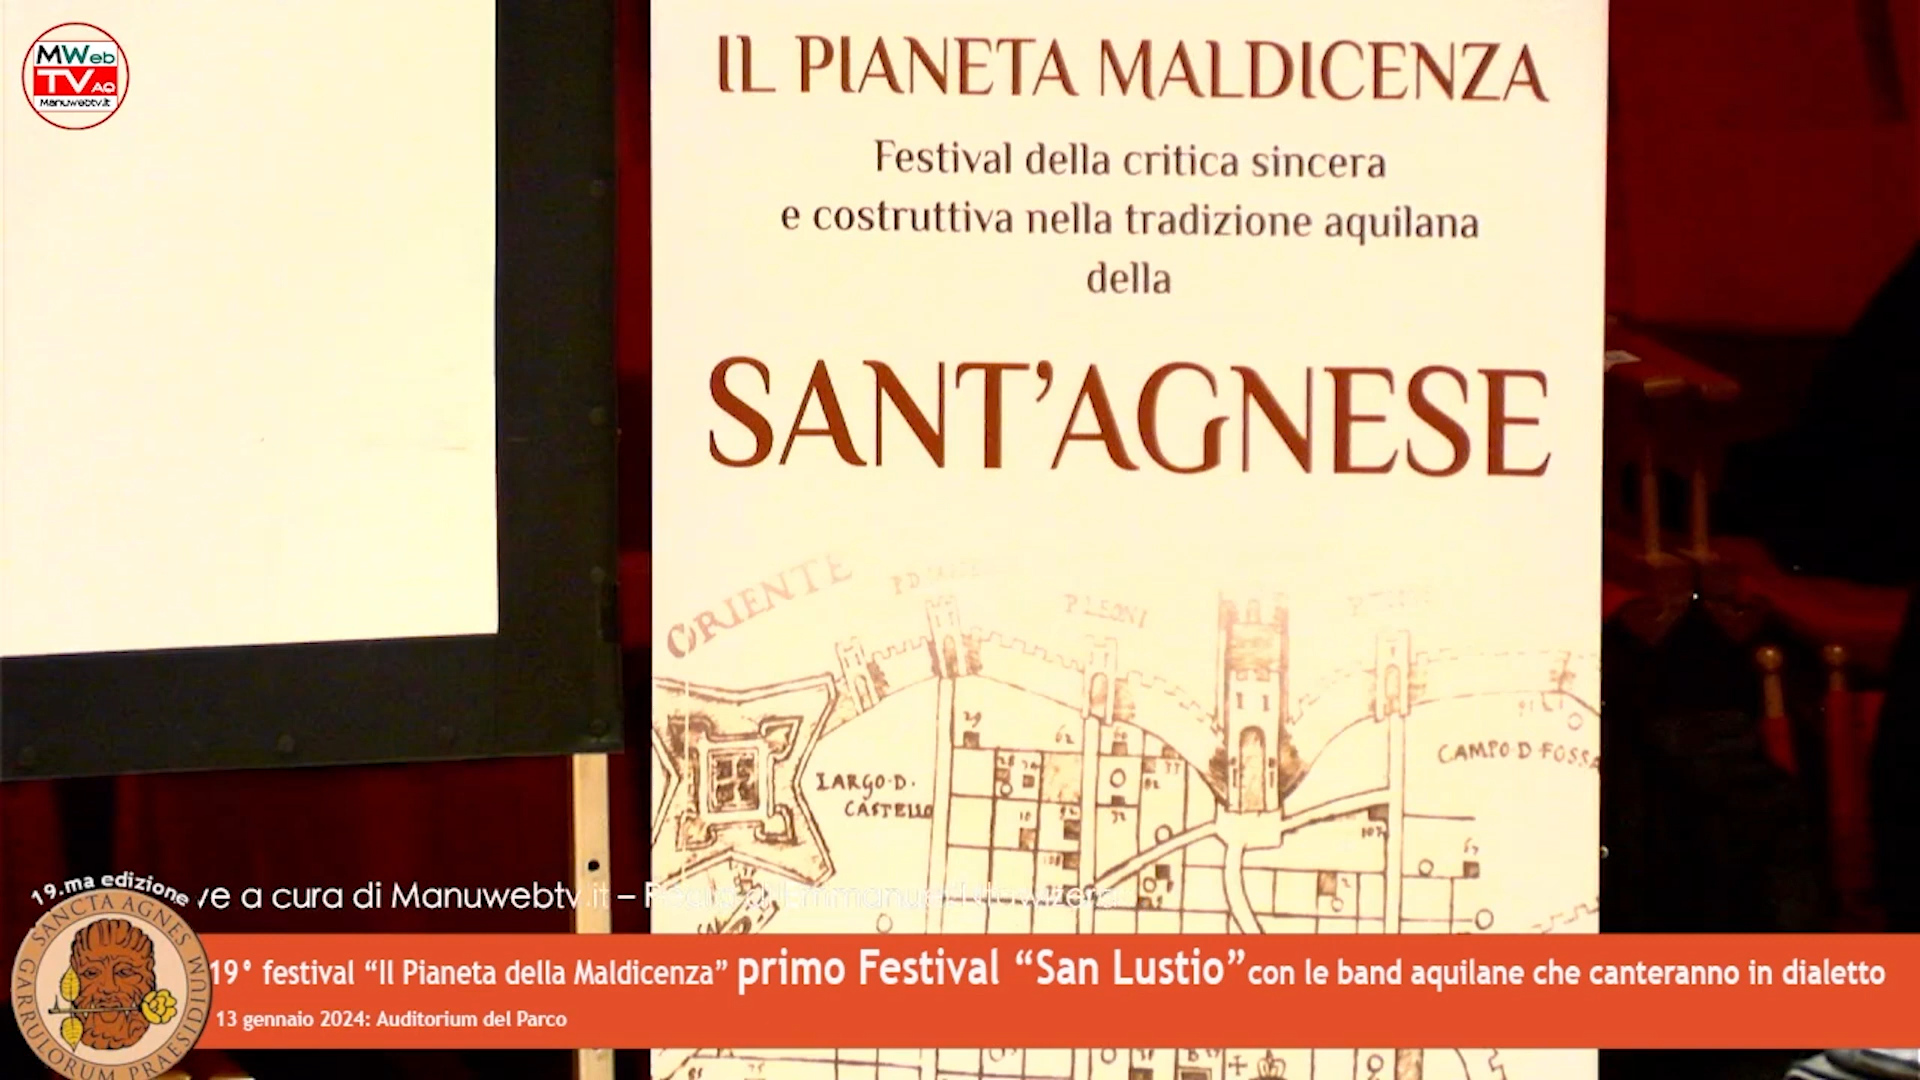 MWeb
TV AQ
Manuwebtv.it
IL PIANETA MALDICENZA
Festival della critica sincera
e costruttiva nella tradizione aquilana
della
SANT’AGNESE
ORIENTE
P LEONI
CAMPO D FOSSA
LARGO D.
CASTELLO
19.ma edizione
ve a cura di Manuwebtv.it –
SANCTA AGNES
GARRULORUM PRAESIDIUM
19° festival “Il Pianeta della Maldicenza” primo Festival “San Lustio” con le band aquilane che canteranno in dialetto
13 gennaio 2024: Auditorium del Parco